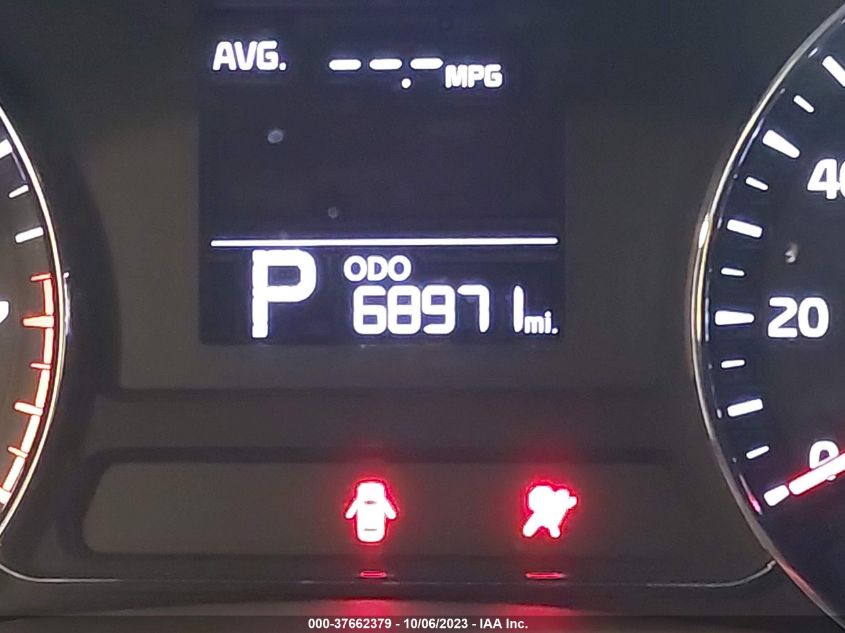 AVG. --.- MPG
40
P ODO
68971 mi.
20
0
000-37662379 - 10/06/2023 - IAA Inc.